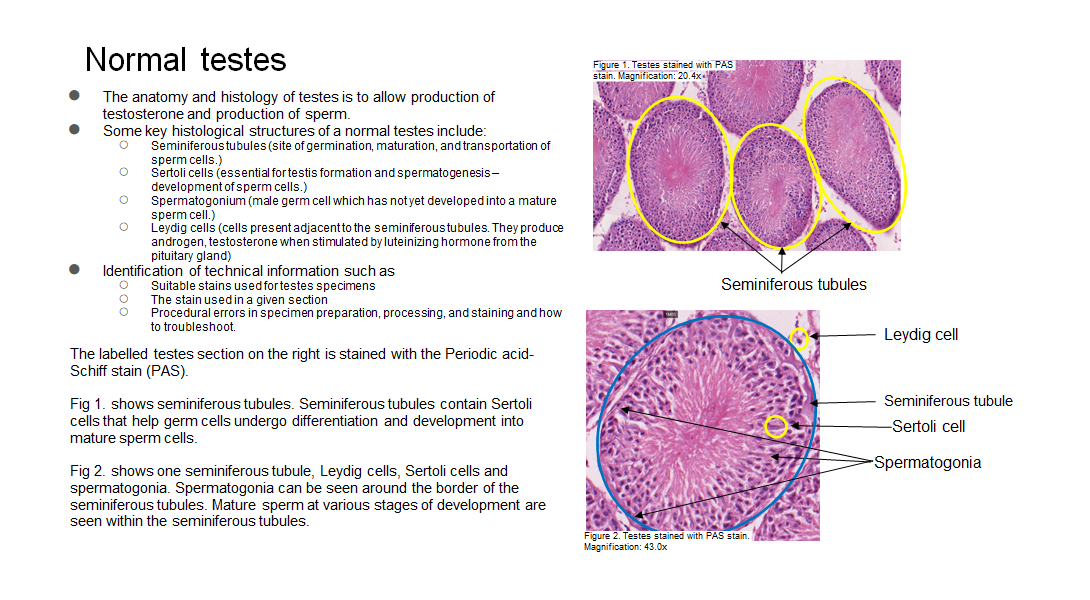 Normal testes
The anatomy and histology of testes is to allow production of
testosterone and production of sperm.
Some key histological structures of a normal testes include:
Seminiferous tubules (site of germination, maturation, and transportation of
sperm cells.)
Sertoli cells (essential for testis formation and spermatogenesis –
development of sperm cells.)
Spermatogonium (male germ cell which has not yet developed into a mature
sperm cell.)
Leydig cells (cells present adjacent to the seminiferous tubules. They produce
androgen, testosterone when stimulated by luteinizing hormone from the
pituitary gland)
Identification of technical information such as
Suitable stains used for testes specimens
The stain used in a given section
Procedural errors in specimen preparation, processing, and staining and how
to troubleshoot.
The labelled testes section on the right is stained with the Periodic acid-
Schiff stain (PAS).
Fig 1. shows seminiferous tubules. Seminiferous tubules contain Sertoli
cells that help germ cells undergo differentiation and development into
mature sperm cells.
Fig 2. shows one seminiferous tubule, Leydig cells, Sertoli cells and
spermatogonia. Spermatogonia can be seen around the border of the
seminiferous tubules. Mature sperm at various stages of development are
seen within the seminiferous tubules.
Figure 1. Testes stained with PAS
stain. Magnification: 20.4x
Seminiferous tubules
Leydig cell
Seminiferous tubule
Sertoli cell
Spermatogonia
Figure 2. Testes stained with PAS stain.
Magnification: 43.0x